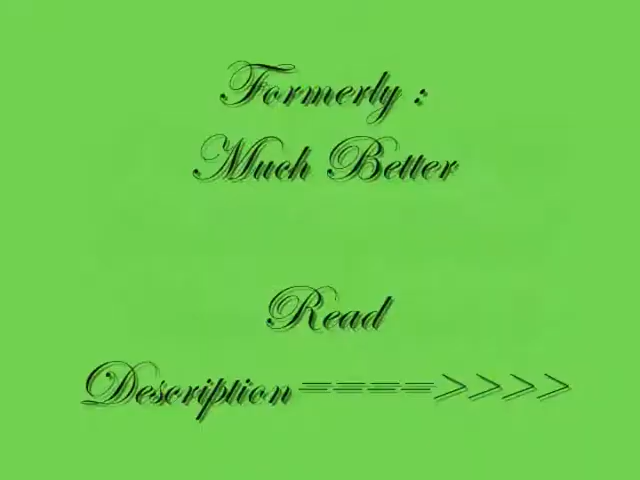 Formerly :
Much Better
Read
Description====>>>>